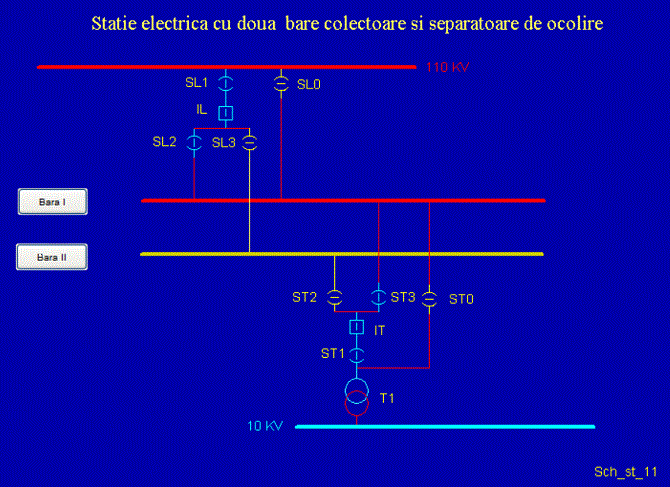 Statie electrica cu doua bare colectoare si separatoare de ocolire
110 KV
SL1
SL0
IL
SL2
SL3
Bara I
Bara II
ST2
ST3
ST0
IT
ST1
T1
10 KV
Sch_st_11